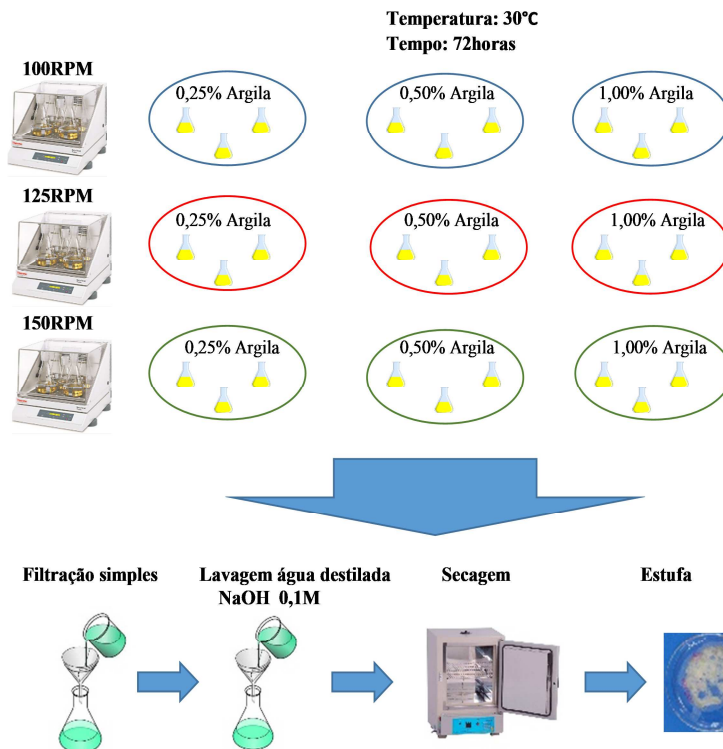 Temperatura: 30℃
Tempo: 72horas
100RPM
0,25% Argila
0,50% Argila
1,00% Argila
125RPM
0,25% Argila
0,50% Argila
1,00% Argila
150RPM
0,25% Argila
0,50% Argila
1,00% Argila
Filtração simples
Lavagem água destilada
NaOH 0,1M
Secagem
Estufa